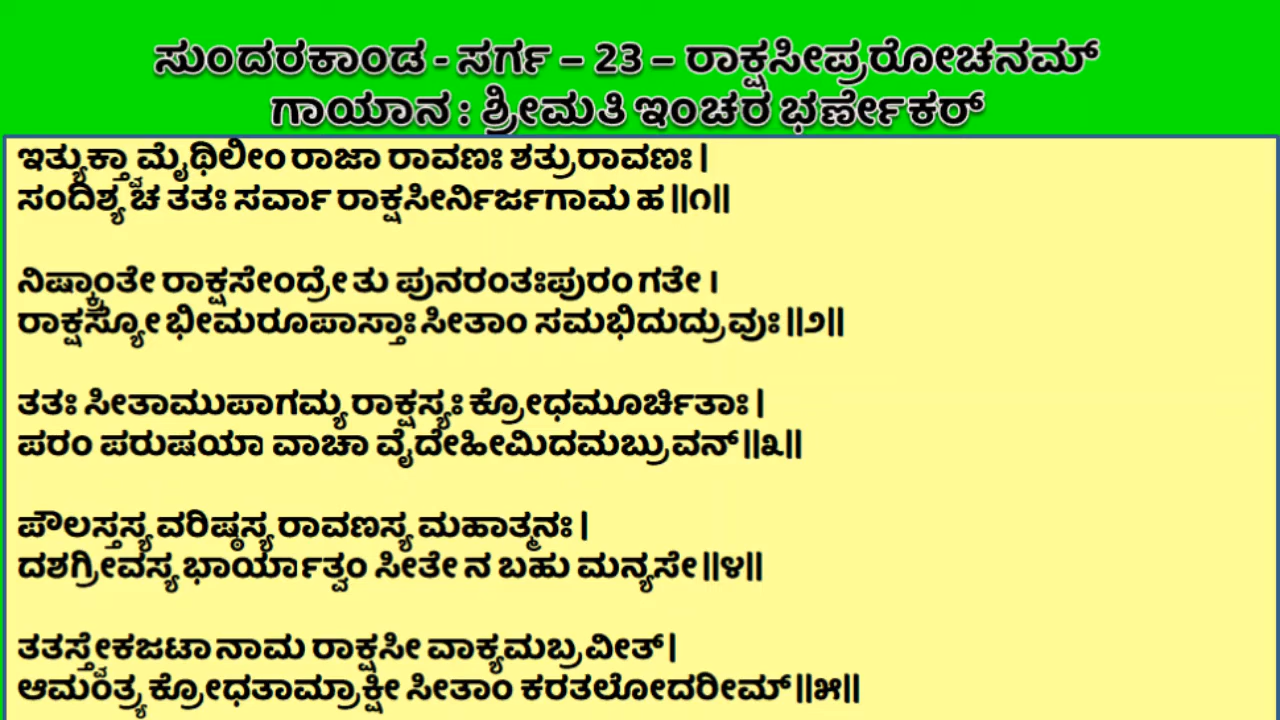 ಸುಂದರಕಾಂಡ - ಸರ್ಗ – 23 – ರಾಕ್ಷಸೀಪ್ರರೋಚನಮ್
ಗಾಯಾನ : ಶ್ರೀಮತಿ ಇಂಚರ ಭರ್ಣೇಕರ್
ಇತ್ಯುಕ್ತ್ವಾ ಮೈಥಿಲೀಂ ರಾಜಾ ರಾವಣಃ ಶತ್ರುರಾವಣಃ |
ಸಂದಿಶ್ಯ ಚ ತತಃ ಸರ್ವಾ ರಾಕ್ಷಸೀರ್ನಿರ್ಜಗಾಮ ಹ ||೧||
ನಿಷ್ಕ್ರಾಂತೇ ರಾಕ್ಷಸೇಂದ್ರೇ ತು ಪುನರಂತಃಪುರಂ ಗತೇ |
ರಾಕ್ಷಸ್ಯೋ ಭೀಮರೂಪಾಸ್ತಾಃ ಸೀತಾಂ ಸಮಭಿದುದ್ರುವುಃ ||೨||
ತತಃ ಸೀತಾಮುಪಾಗಮ್ಯ ರಾಕ್ಷಸ್ಯಃ ಕ್ರೋಧಮೂರ್ಚಿತಾಃ |
ಪರಂ ಪರುಷಯಾ ವಾಚಾ ವೈದೇಹೀಮಿದಮಬ್ರುವನ್ ||೩||
ಪೌಲಸ್ತಸ್ಯ ವರಿಷ್ಠಸ್ಯ ರಾವಣಸ್ಯ ಮಹಾತ್ಮನಃ |
ದಶಗ್ರೀವಸ್ಯ ಭಾರ್ಯಾತ್ವಂ ಸೀತೇ ನ ಬಹು ಮನ್ಯಸೇ ||೪||
ತತಸ್ತ್ವೇಕಜಟಾ ನಾಮ ರಾಕ್ಷಸೀ ವಾಕ್ಯಮಬ್ರವೀತ್ |
ಆಮಂತ್ರ್ಯ ಕ್ರೋಧತಾಮ್ರಾಕ್ಷೀ ಸೀತಾಂ ಕರತಲೋದರೀಮ್ ||೫||